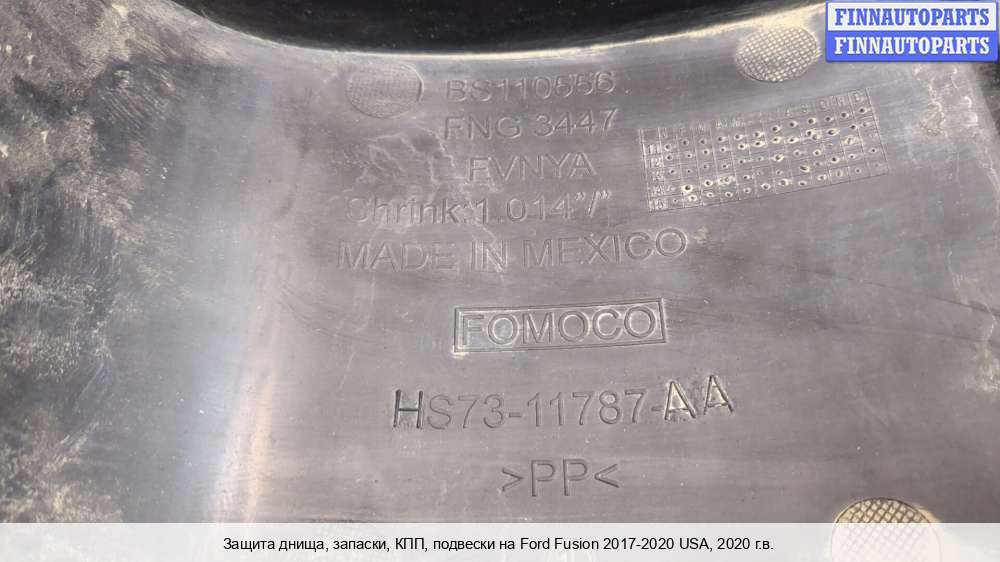 FINNAUTOPARTS
FINNAUTOPARTS
BS110556
FNG 3447
FVNYA
Shrink:1.014"/"
MADE IN MEXICO
FOMOCO
HS73-11787-AA
>PP<
Защита днища, запаски, КПП, подвески на Ford Fusion 2017-2020 USA, 2020 г.в.